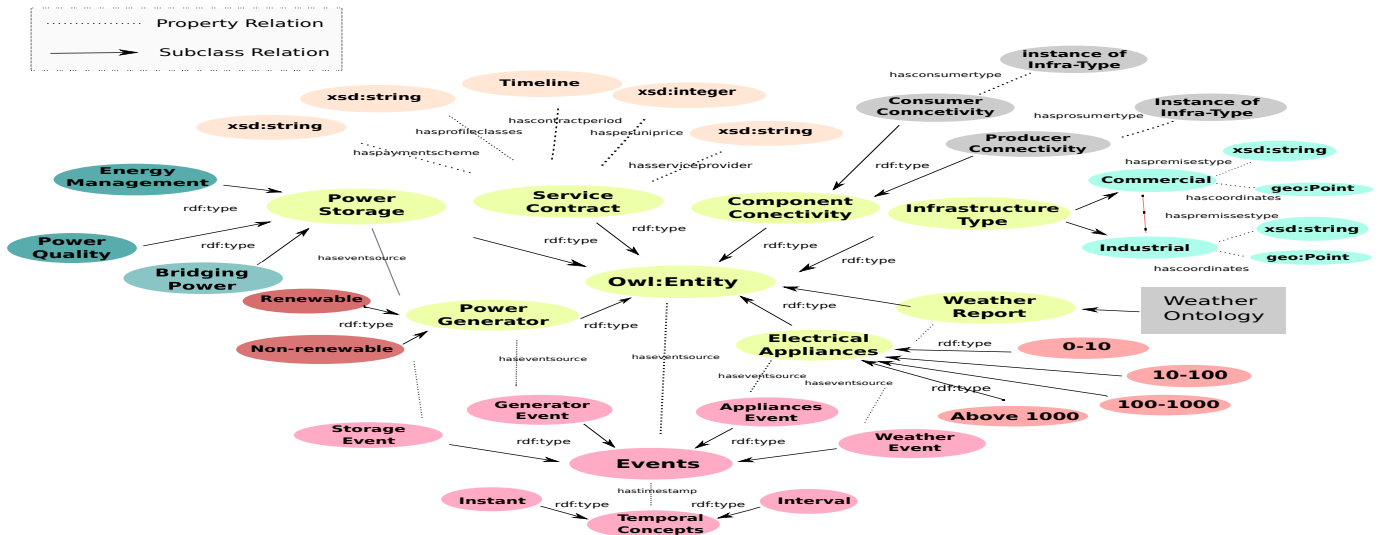 Property Relation
Subclass Relation
instance of
Infra-Type
hasconsumertype
Timeline
xsd:string
xsd:integer
Consumer
Conncetivity
Instance of
Infra-Type
hasprosumertype
xsd:string
hascontractperiod
hasprofileclasses
hasperuniprice
xsd:string
Producer
Connectivity
xsd:string
haspaymentscheme
hasserviceprovider
rdf:type
haspremisestype
Energy
Management
Commercial
geo:Point
hascoordinates
rdf:type
Power
Storage
Service
Contract
Component
Conectivity
Infrastructure
Type
haspremissestype
xsd:string
Power
Quality
rdf:type
rdf:type
rdf:type
rdf:type
Industrial
geo:Point
haseventsource
rdf:type
hascoordinates
Bridging
Power
Owl:Entity
Renewable
Power
Generator
rdf:type
rdf:type
rdf:type
Weather
Report
Weather
Ontology
Non-renewable
Electrical
Appliances
rdf:type
0-10
haseventsource
haseventsource
haseventsource
haseventsource
rdf:type
10-100
Generator
Event
Appliances
Event
Above 1000
100-1000
Storage
Event
rdf:type
rdf:type
Weather
Event
Events
hastimestamp
Instant
rdf:type
rdf:type
Interval
Temporal
Concepts